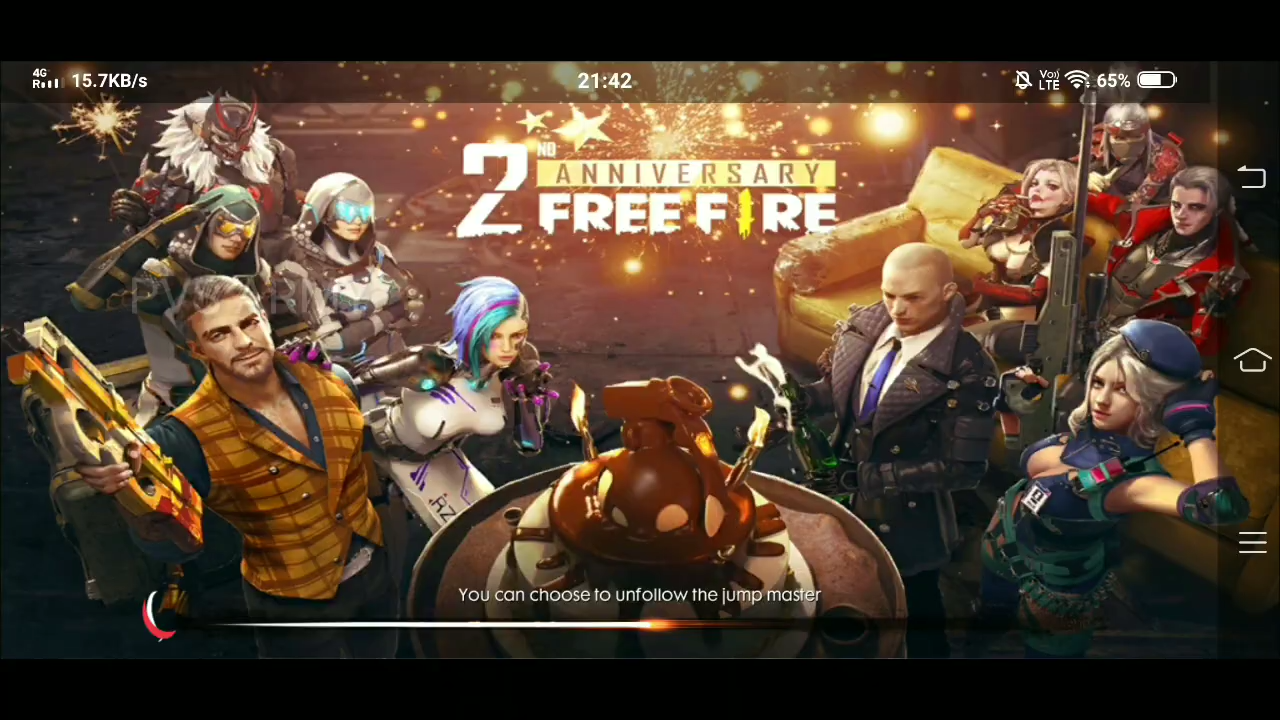 4G
R 15.7KB/s
21:42
Vo)) LTE 65%
2ND ANNIVERSARY
FREE FIRE
RZ
You can choose to unfollow the jump master